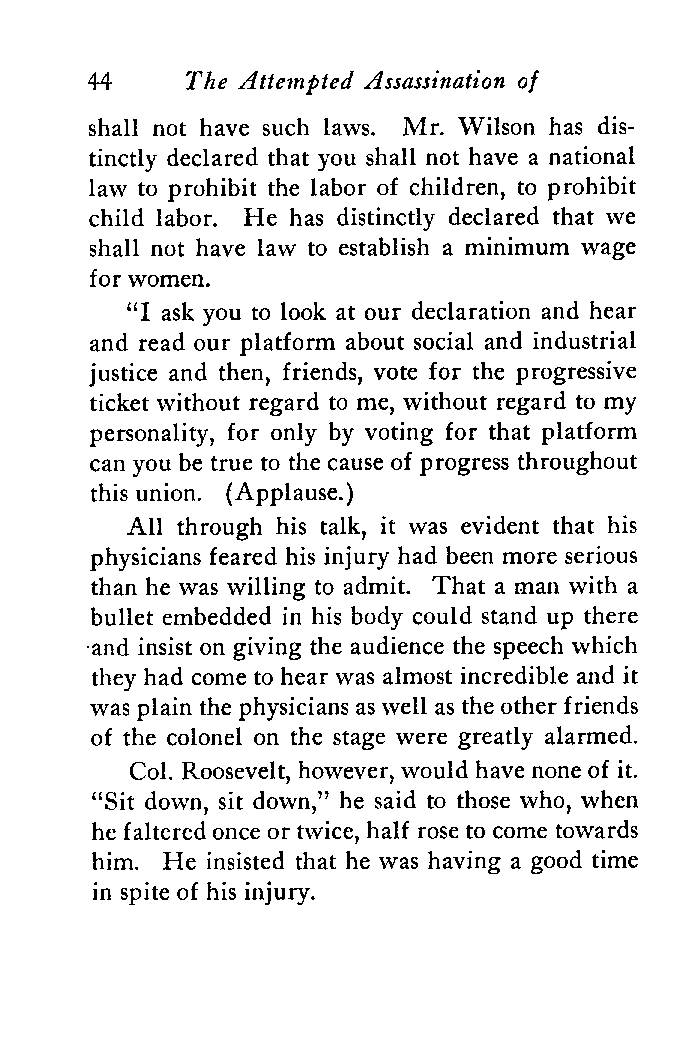 44 The Attempted Assassination of
shall not have such laws. Mr. Wilson has dis-
tinctly declared that you shall not have a national
law to prohibit the labor of children, to prohibit
child labor. He has distinctly declared that we
shall not have law to establish a minimum wage
for women.
“I ask you to look at our declaration and hear
and read our platform about social and industrial
justice and then, friends, vote for the progressive
ticket without regard to me, without regard to my
personality, for only by voting for that platform
can you be true to the cause of progress throughout
this union. (Applause.)
All through his talk, it was evident that his
physicians feared his injury had been more serious
than he was willing to admit. That a man with a
bullet embedded in his body could stand up there
and insist on giving the audience the speech which
they had come to hear was almost incredible and it
was plain the physicians as well as the other friends
of the colonel on the stage were greatly alarmed.
Col. Roosevelt, however, would have none of it.
“Sit down, sit down,” he said to those who, when
he faltered once or twice, half rose to come towards
him. He insisted that he was having a good time
in spite of his injury.